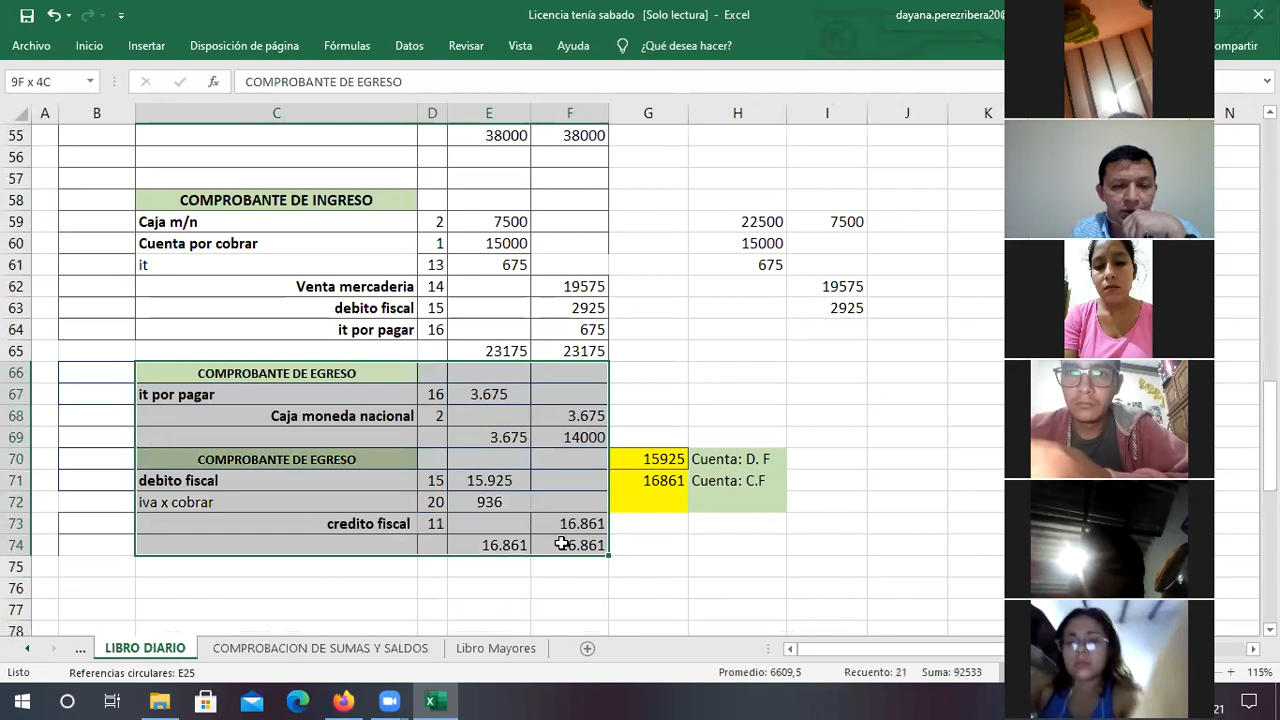 Licencia tenía sabado [Solo lectura] - Excel
dayana.perezribera20@
Archivo Inicio Insertar Disposición de página Fórmulas Datos Revisar Vista Ayuda ¿Qué desea hacer?
9F x 4C fx COMPROBANTE DE EGRESO
A B C D E F G H I J K N
55 38000 38000
56
57
58 COMPROBANTE DE INGRESO
59 Caja m/n 2 7500 22500 7500
60 Cuenta por cobrar 1 15000 15000
61 it 13 675 675
62 Venta mercaderia 14 19575 19575
63 debito fiscal 15 2925 2925
64 it por pagar 16 675
65 23175 23175
66 COMPROBANTE DE EGRESO
67 it por pagar 16 3.675
68 Caja moneda nacional 2 3.675
69 3.675 14000
70 COMPROBANTE DE EGRESO 15925 Cuenta: D. F
71 debito fiscal 15 15.925 16861 Cuenta: C.F
72 iva x cobrar 20 936
73 credito fiscal 11 16.861
74 16.861 16.861
75
76
77
78
... LIBRO DIARIO COMPROBACION DE SUMAS Y SALDOS Libro Mayores
Listo Referencias circulares: E25 Promedio: 6609,5 Recuento: 21 Suma: 92533 115%
21